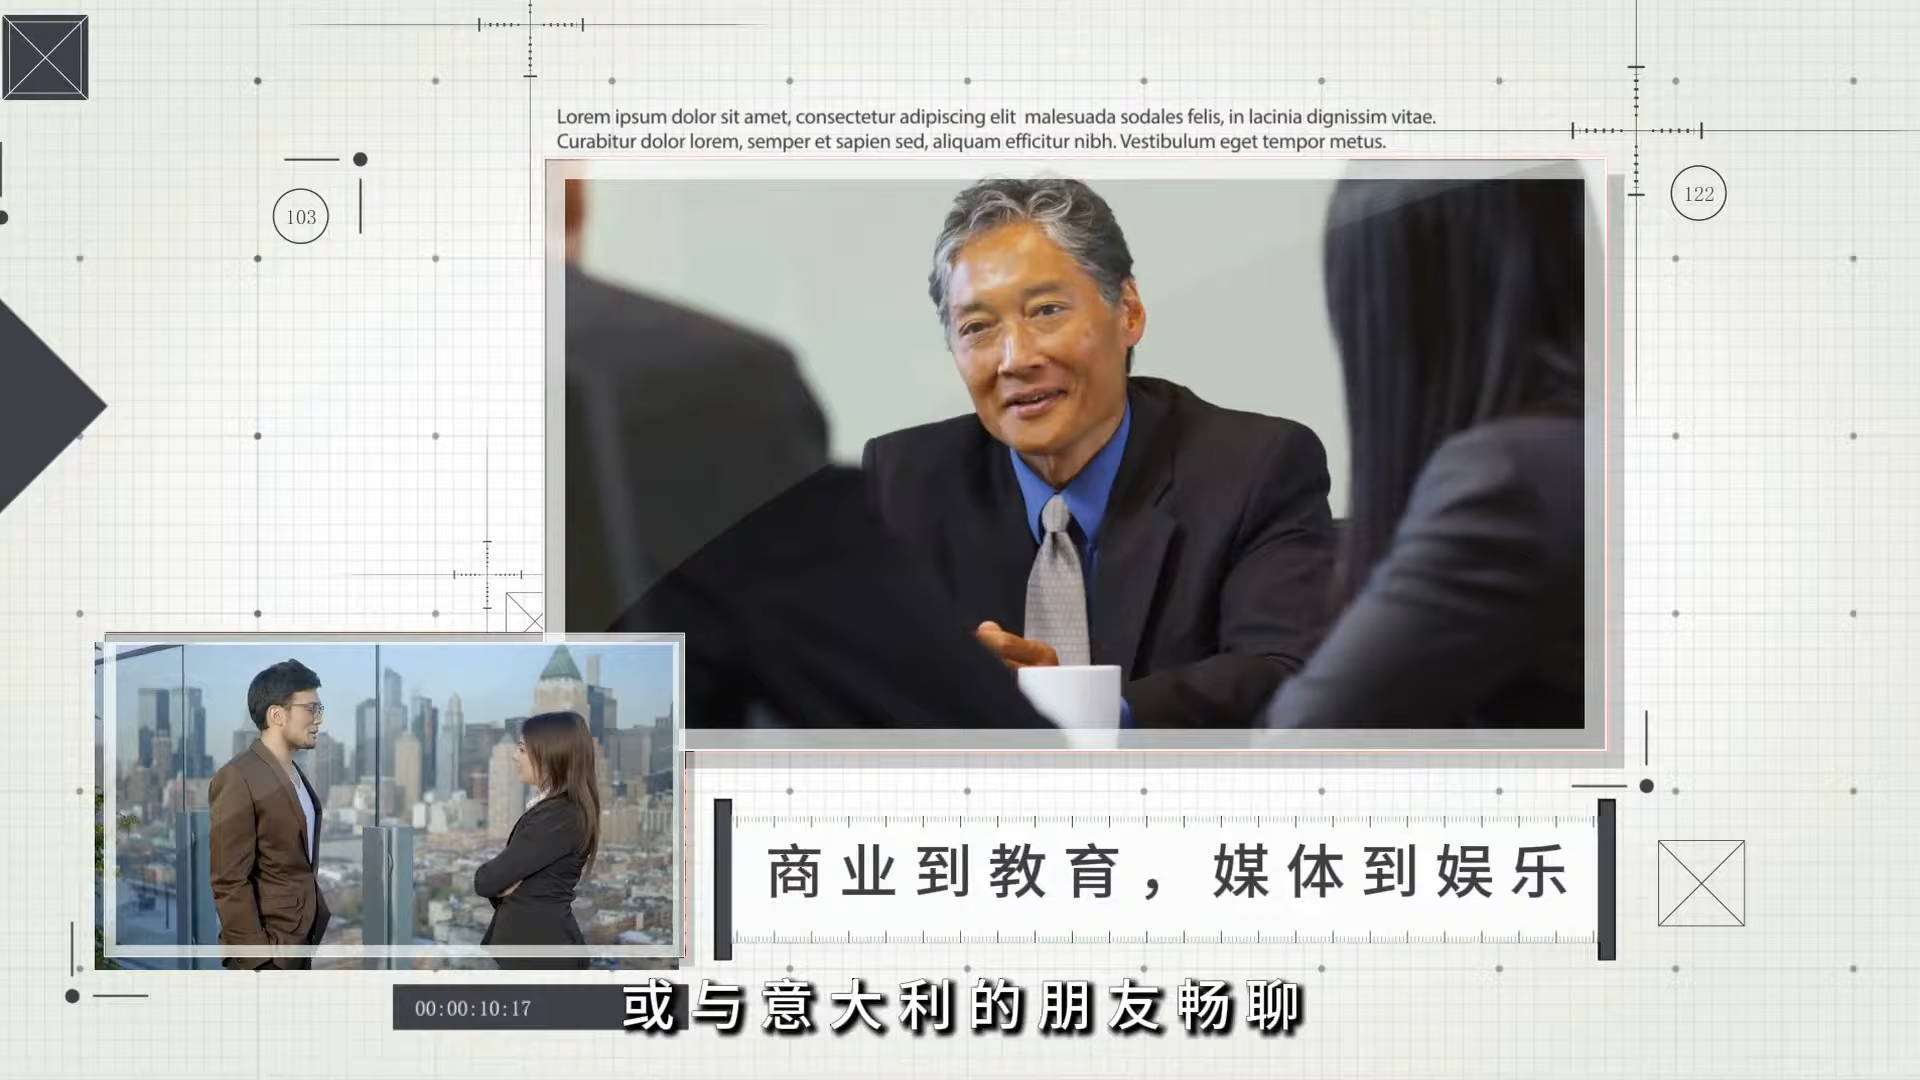 Lorem ipsum dolor sit amet, consectetur adipiscing elit  malesuada sodales felis, in lacinia dignissim vitae.
Curabitur dolor lorem, semper et sapien sed, aliquam efficitur nibh. Vestibulum eget tempor metus.
103
122
商业到教育，媒体到娱乐
00:00:10:17
或与意大利的朋友畅聊